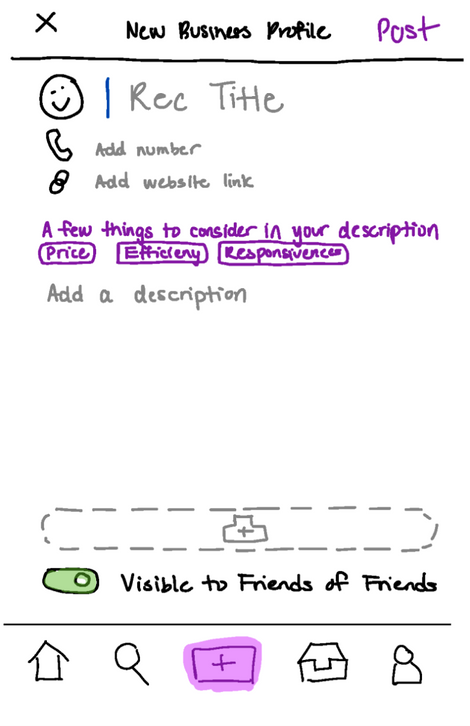 New Business Profile Post
Rec Title
Add number
Add website link
A few things to consider in your description
Price Efficieny Responsiveness
Add a description
Visible to Friends of Friends